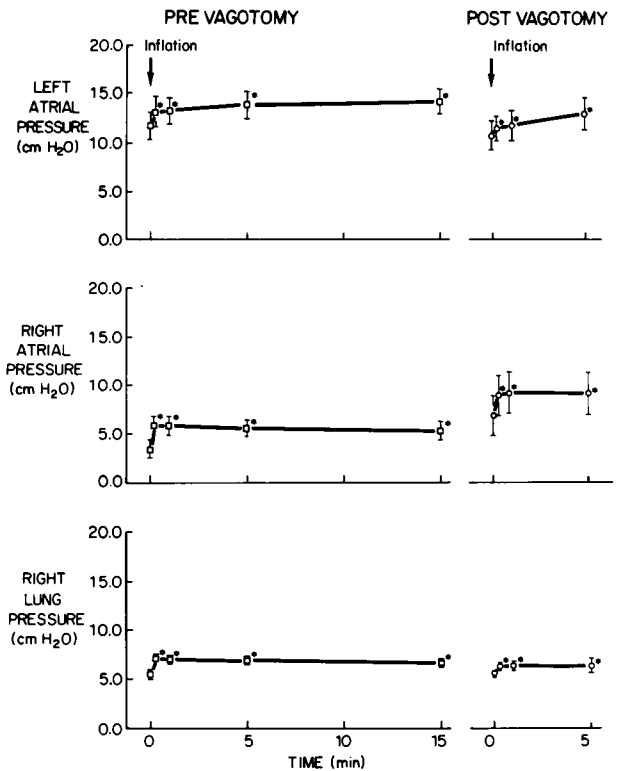 PRE VAGOTOMY
POST VAGOTOMY
Inflation
Inflation
LEFT
ATRIAL
PRESSURE
(cm H₂O)
20.0
15.0
10.0
5.0
0.0
* * * *
* * *
RIGHT
ATRIAL
PRESSURE
(cm H₂O)
20.0
15.0
10.0
5.0
0.0
* * * *
* * *
RIGHT
LUNG
PRESSURE
(cm H₂O)
20.0
15.0
10.0
5.0
0.0
* * * *
* * *
0 5 10 15
0 5
TIME (min)